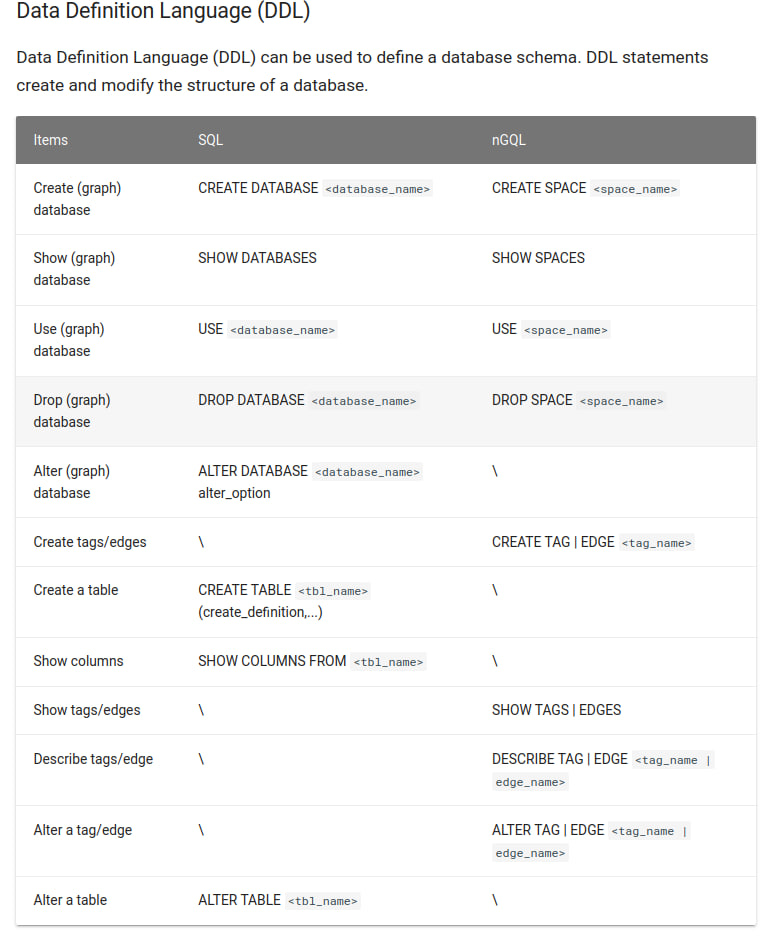 Data Definition Language (DDL)
Data Definition Language (DDL) can be used to define a database schema. DDL statements
create and modify the structure of a database.
Items SQL nGQL
Create (graph) CREATE DATABASE <database_name> CREATE SPACE <space_name>
database
Show (graph) SHOW DATABASES SHOW SPACES
database
Use (graph) USE <database_name> USE <space_name>
database
Drop (graph) DROP DATABASE <database_name> DROP SPACE <space_name>
database
Alter (graph) ALTER DATABASE <database_name> \
database alter_option
Create tags/edges \ CREATE TAG | EDGE <tag_name>
Create a table CREATE TABLE <tbl_name> \
(create_definition,...)
Show columns SHOW COLUMNS FROM <tbl_name> \
Show tags/edges \ SHOW TAGS | EDGES
Describe tags/edge \ DESCRIBE TAG | EDGE <tag_name |
edge_name>
Alter a tag/edge \ ALTER TAG | EDGE <tag_name |
edge_name>
Alter a table ALTER TABLE <tbl_name> \